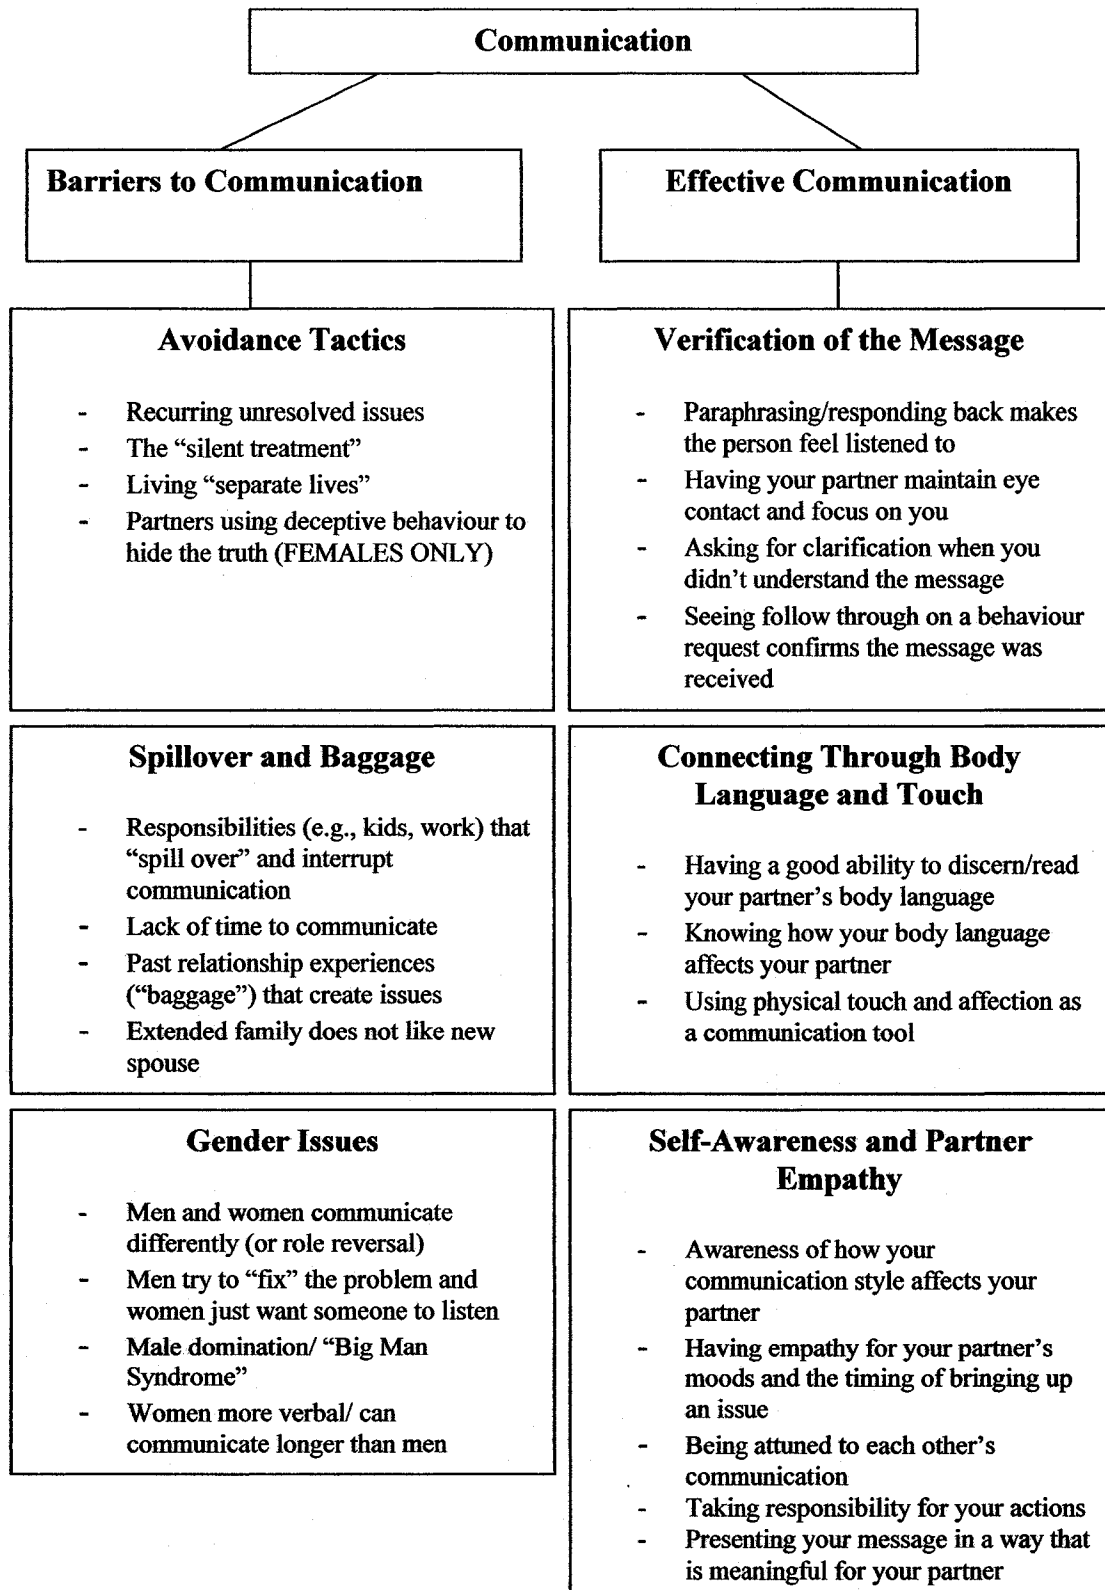 Communication
Barriers to Communication
Effective Communication
Avoidance Tactics
- Recurring unresolved issues
- The “silent treatment”
- Living “separate lives”
- Partners using deceptive behaviour to
hide the truth (FEMALES ONLY)
Verification of the Message
- Paraphrasing/responding back makes
the person feel listened to
- Having your partner maintain eye
contact and focus on you
- Asking for clarification when you
didn’t understand the message
- Seeing follow through on a behaviour
request confirms the message was
received
Spillover and Baggage
- Responsibilities (e.g., kids, work) that
“spill over” and interrupt
communication
- Lack of time to communicate
- Past relationship experiences
(“baggage”) that create issues
- Extended family does not like new
spouse
Connecting Through Body
Language and Touch
- Having a good ability to discern/read
your partner’s body language
- Knowing how your body language
affects your partner
- Using physical touch and affection as
a communication tool
Gender Issues
- Men and women communicate
differently (or role reversal)
- Men try to “fix” the problem and
women just want someone to listen
- Male domination/ “Big Man
Syndrome”
- Women more verbal/ can
communicate longer than men
Self-Awareness and Partner
Empathy
- Awareness of how your
communication style affects your
partner
- Having empathy for your partner’s
moods and the timing of bringing up
an issue
- Being attuned to each other’s
communication
- Taking responsibility for your actions
- Presenting your message in a way that
is meaningful for your partner